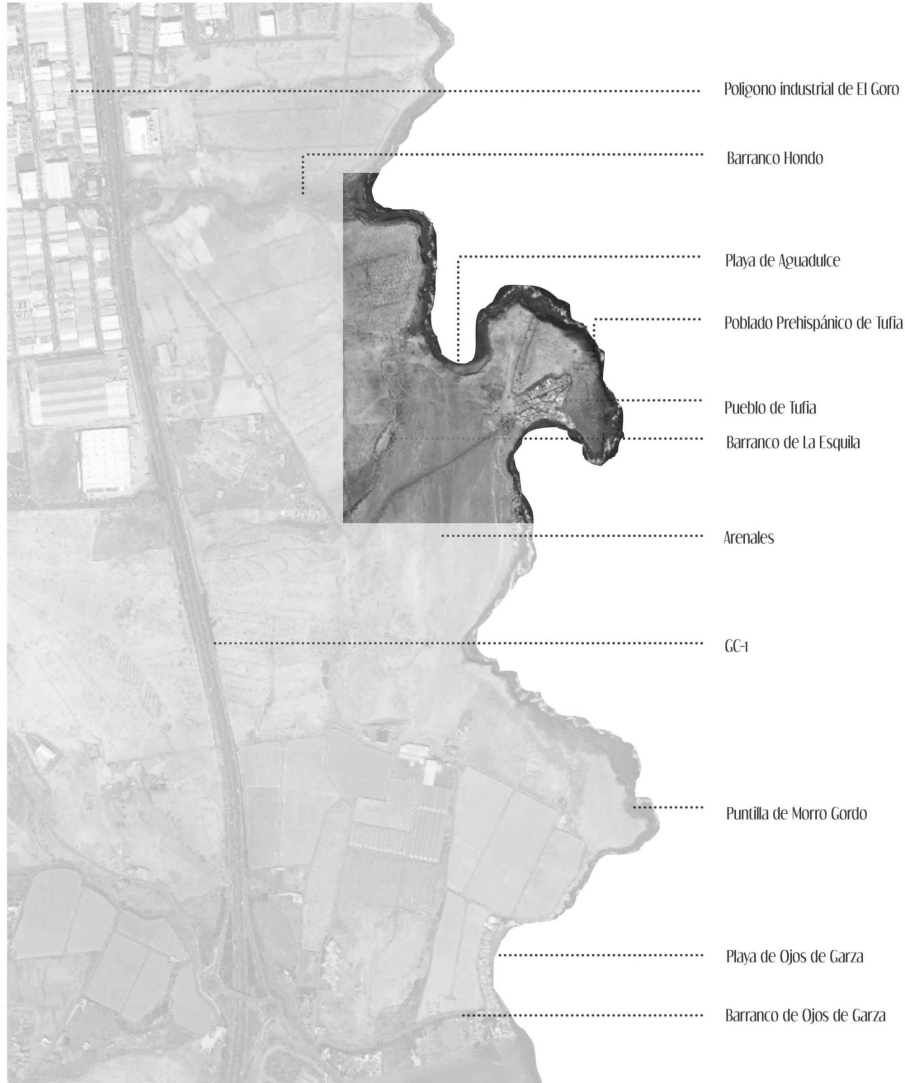 Polígono industrial de El Goro
Barranco Hondo
Playa de Aguadulce
Poblado Prehispánico de Tufia
Pueblo de Tufia
Barranco de La Esquila
Arenales
GC-1
Puntilla de Morro Gordo
Playa de Ojos de Garza
Barranco de Ojos de Garza